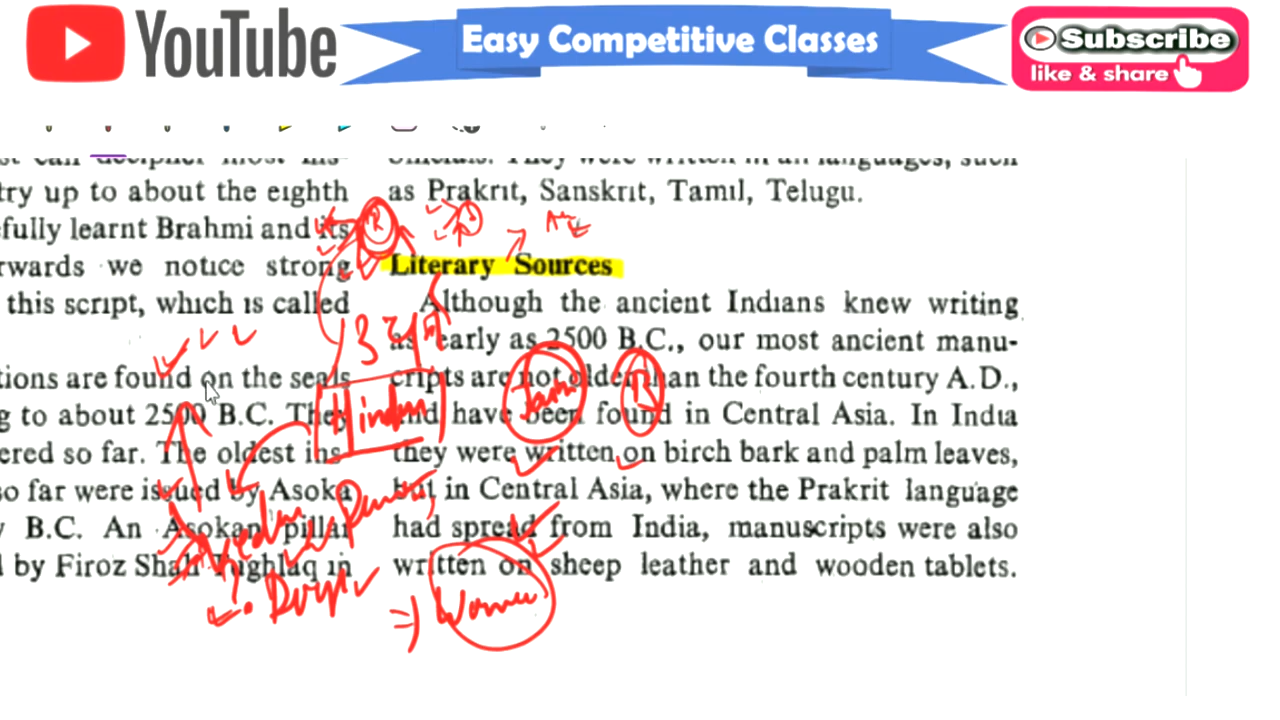 YouTube
Easy Competitive Classes
Subscribe
like & share
try up to about the eighth
fully learnt Brahmi and its
rwards we notice strong
this script, which is called
tions are found on the seals
g to about 2500 B.C. They
ered so far. The oldest ins-
so far were issued by Asoka
B.C. An Asokan pillar
l by Firoz Shah Tughlaq in
as Prakrit, Sanskrit, Tamil, Telugu.
Literary Sources
Although the ancient Indians knew writing
as early as 2500 B.C., our most ancient manu-
cripts are not older than the fourth century A.D.,
and have been found in Central Asia. In India
they were written on birch bark and palm leaves,
but in Central Asia, where the Prakrit language
had spread from India, manuscripts were also
written on sheep leather and wooden tablets.
Hindu
Women